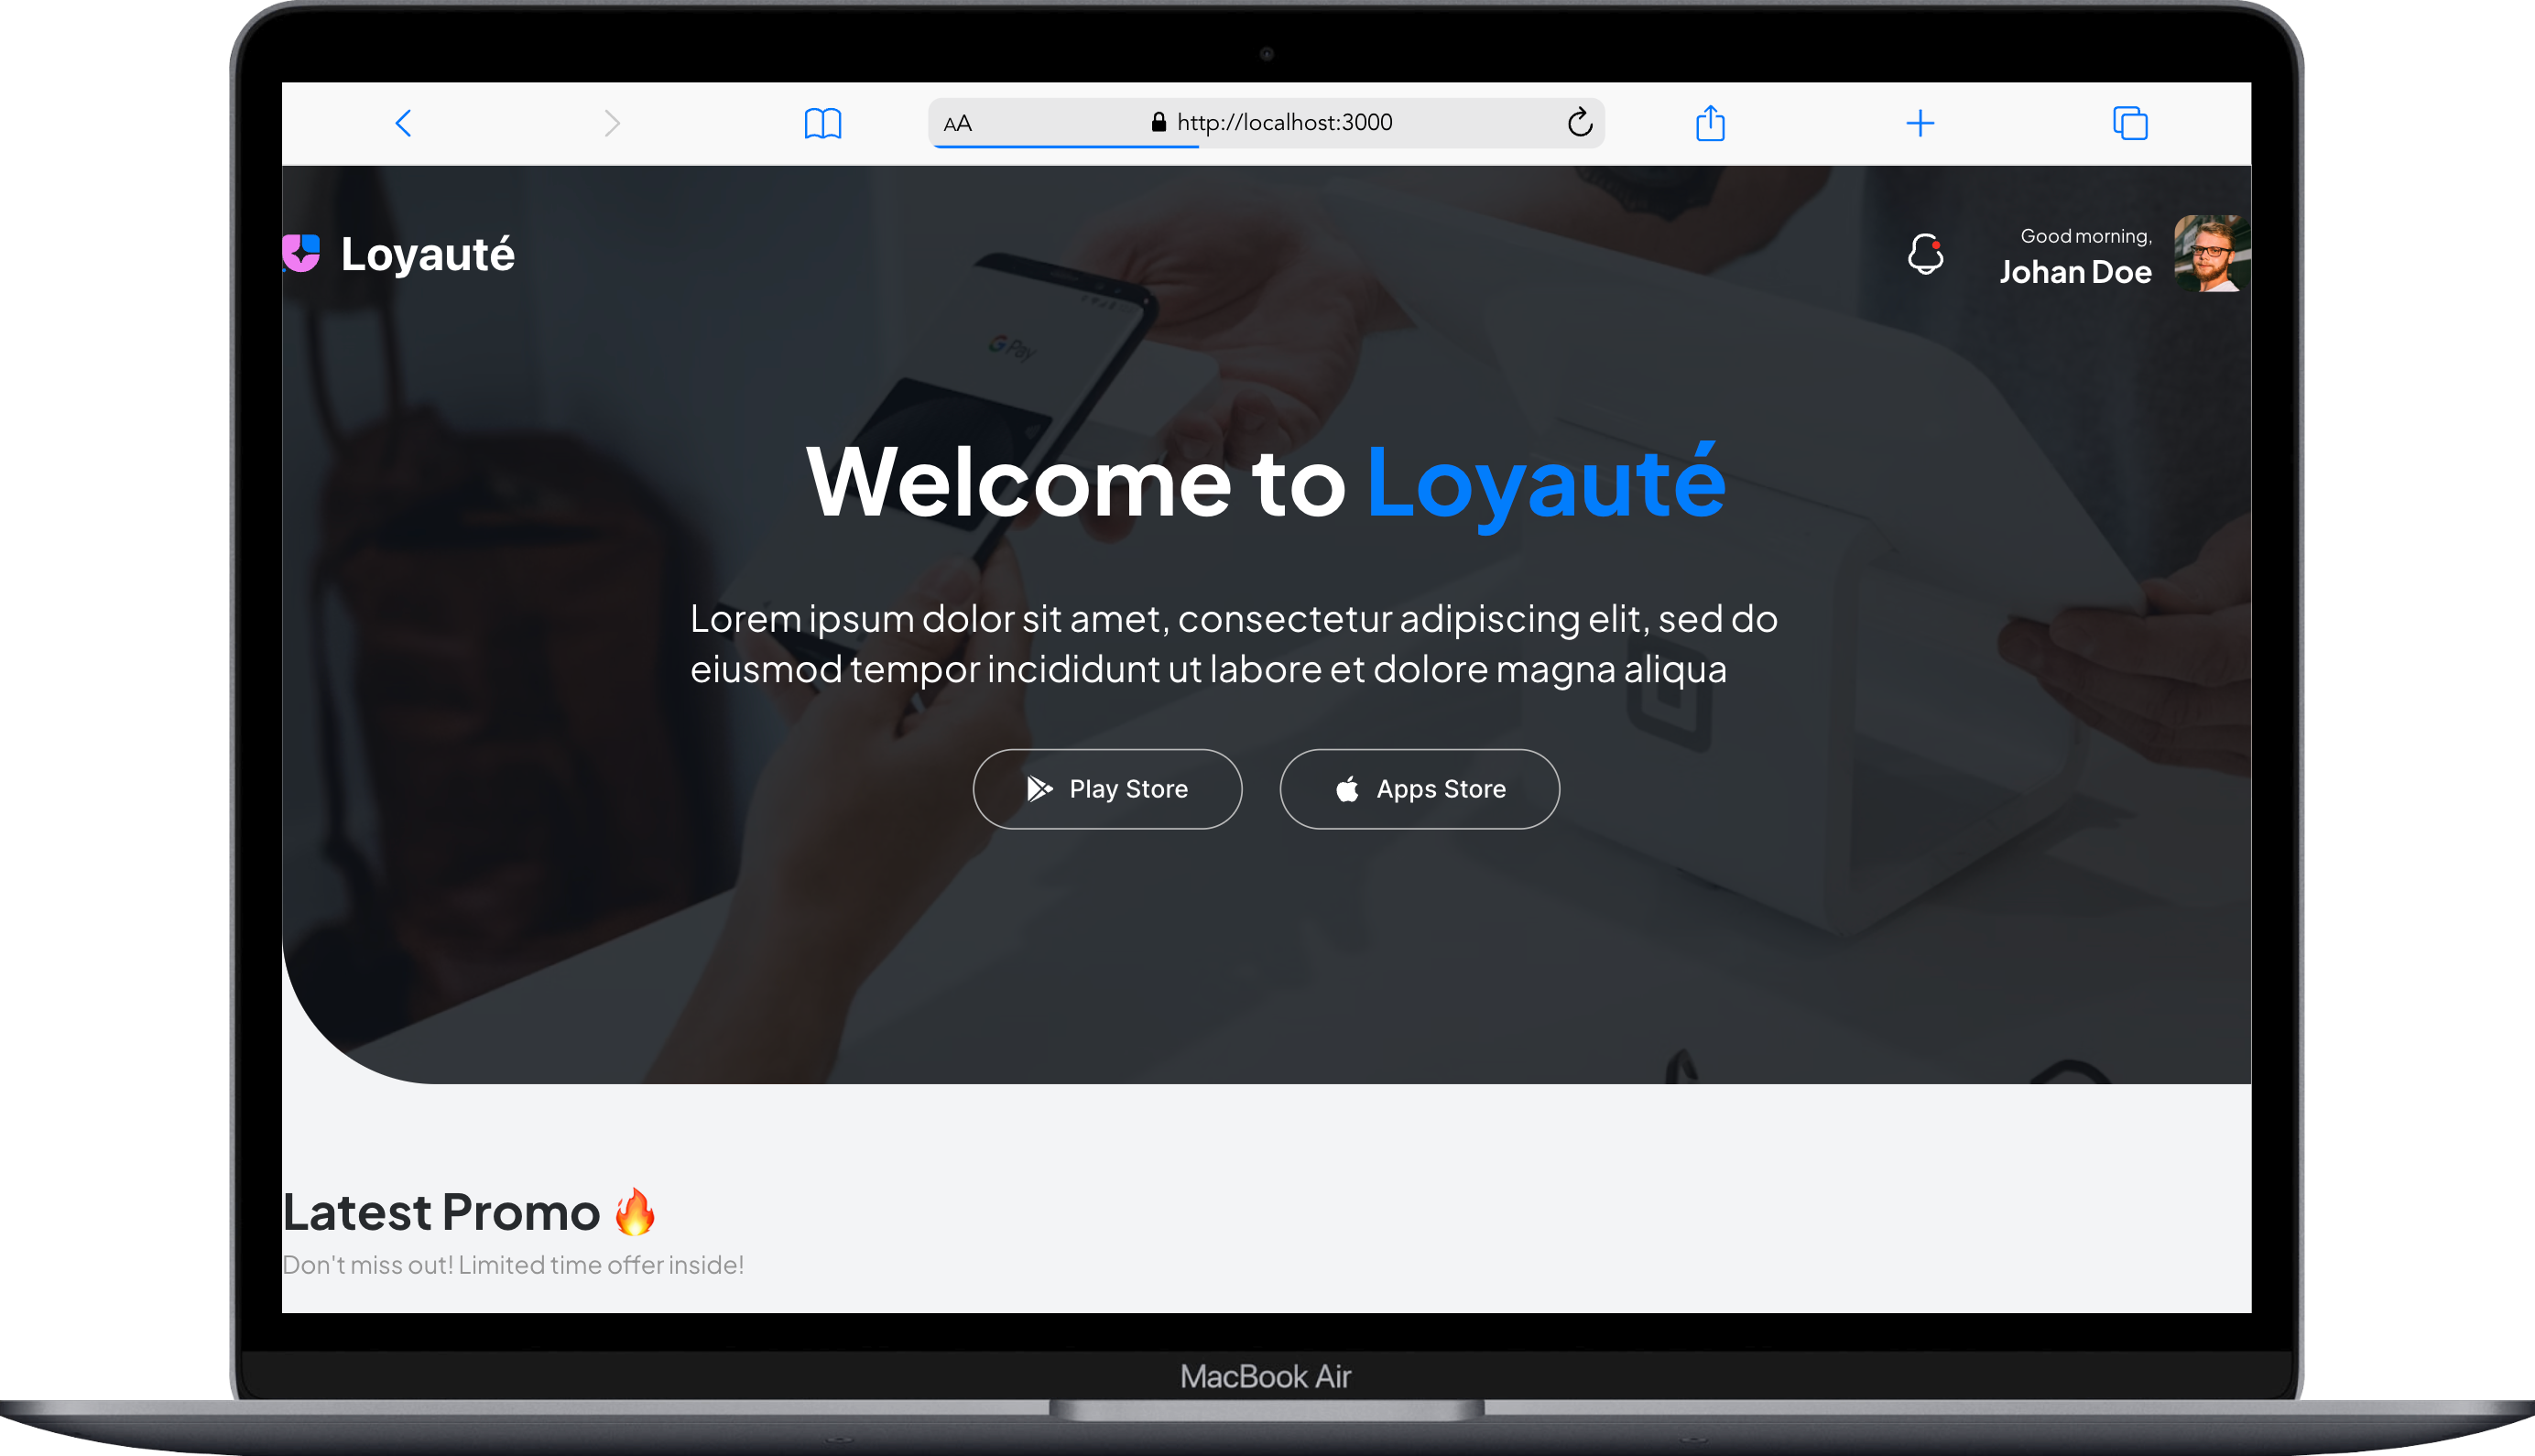 AA
http://localhost:3000
Loyauté
Good morning,
Johan Doe
G Pay
Welcome to Loyauté
Lorem ipsum dolor sit amet, consectetur adipiscing elit, sed do
eiusmod tempor incididunt ut labore et dolore magna aliqua
Play Store
Apps Store
Latest Promo 🔥
Don't miss out! Limited time offer inside!
MacBook Air